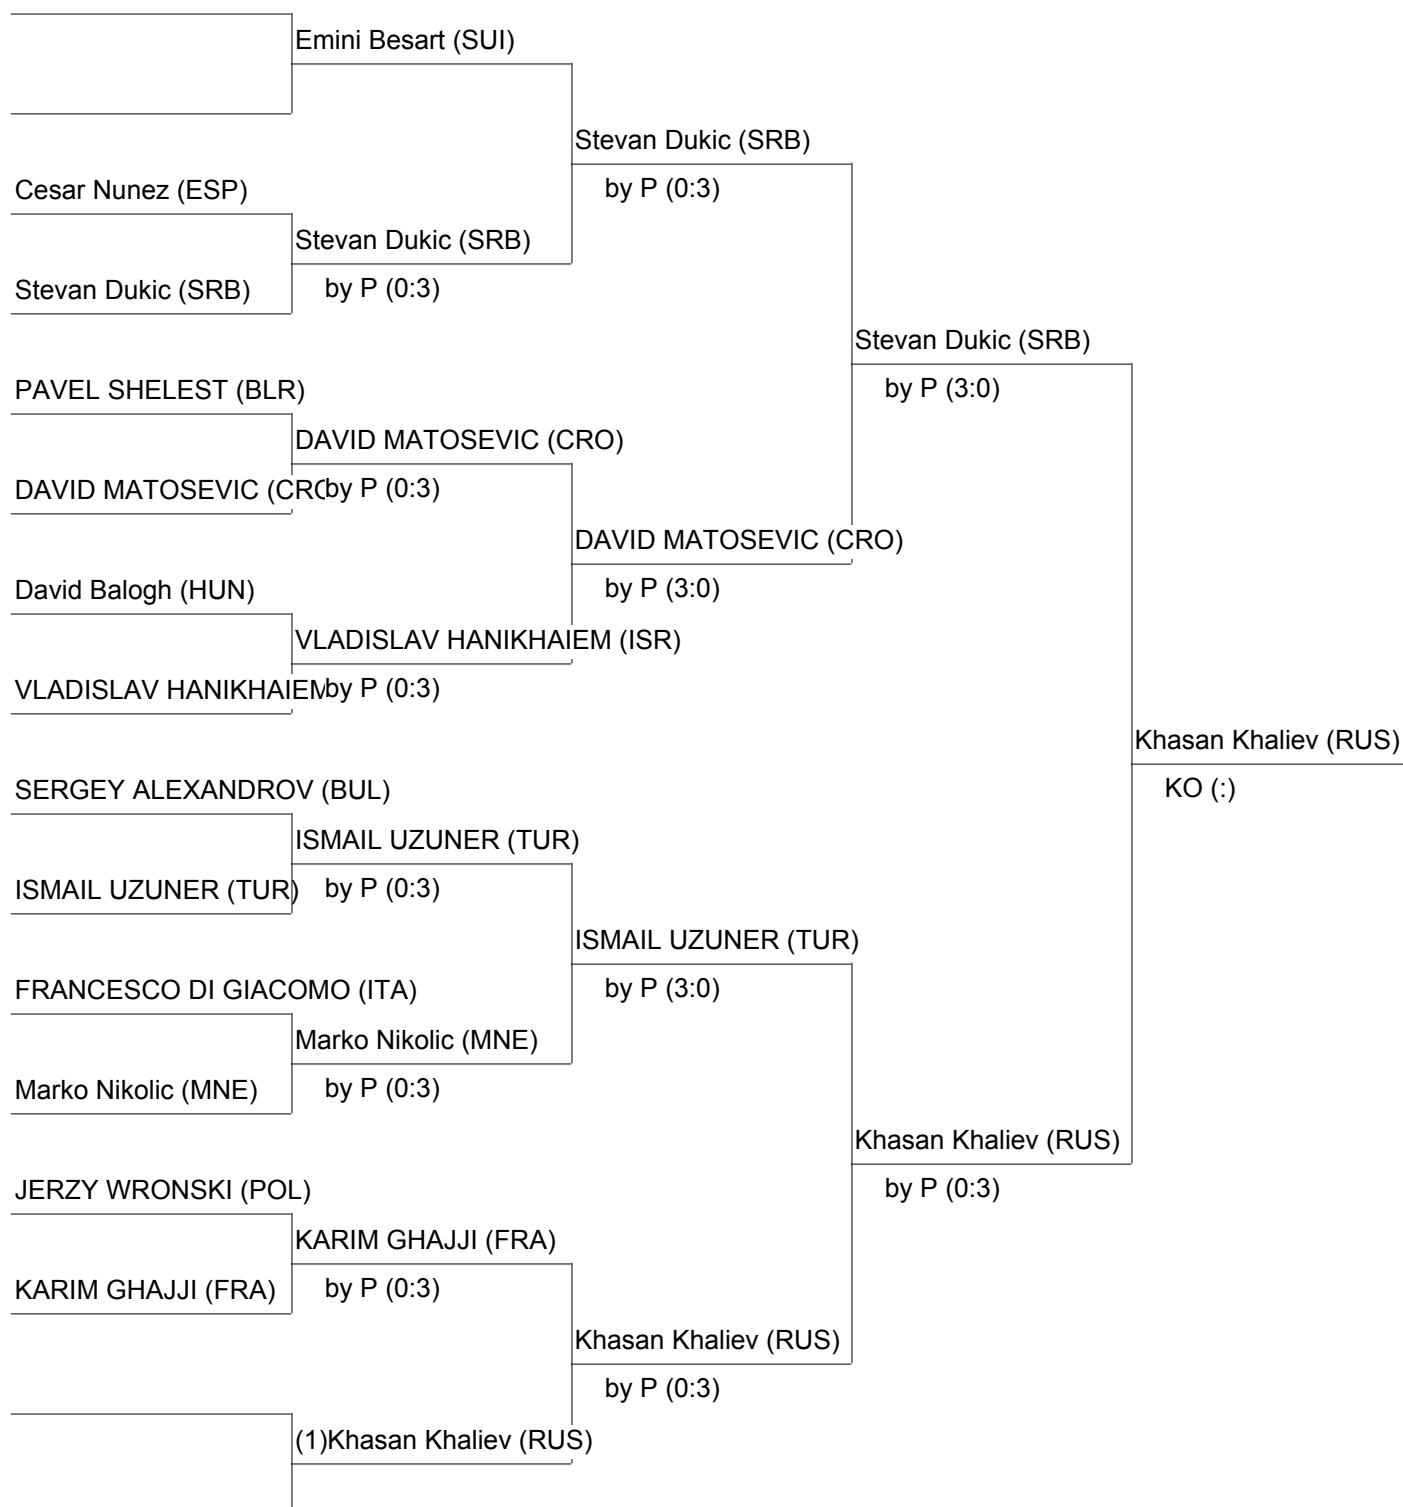 Emini Besart (SUI)
Stevan Dukic (SRB)
by P (0:3)
Cesar Nunez (ESP)
Stevan Dukic (SRB)
Stevan Dukic (SRB)
by P (0:3)
Stevan Dukic (SRB)
by P (3:0)
PAVEL SHELEST (BLR)
DAVID MATOSEVIC (CRO)
DAVID MATOSEVIC (CRO
by P (0:3)
DAVID MATOSEVIC (CRO)
by P (3:0)
David Balogh (HUN)
VLADISLAV HANIKHAIEM (ISR)
VLADISLAV HANIKHAIEM
by P (0:3)
Khasan Khaliev (RUS)
KO (:)
SERGEY ALEXANDROV (BUL)
ISMAIL UZUNER (TUR)
ISMAIL UZUNER (TUR)
by P (0:3)
ISMAIL UZUNER (TUR)
by P (3:0)
FRANCESCO DI GIACOMO (ITA)
Marko Nikolic (MNE)
Marko Nikolic (MNE)
by P (0:3)
Khasan Khaliev (RUS)
by P (0:3)
JERZY WRONSKI (POL)
KARIM GHAJJI (FRA)
KARIM GHAJJI (FRA)
by P (0:3)
Khasan Khaliev (RUS)
by P (0:3)
(1)Khasan Khaliev (RUS)